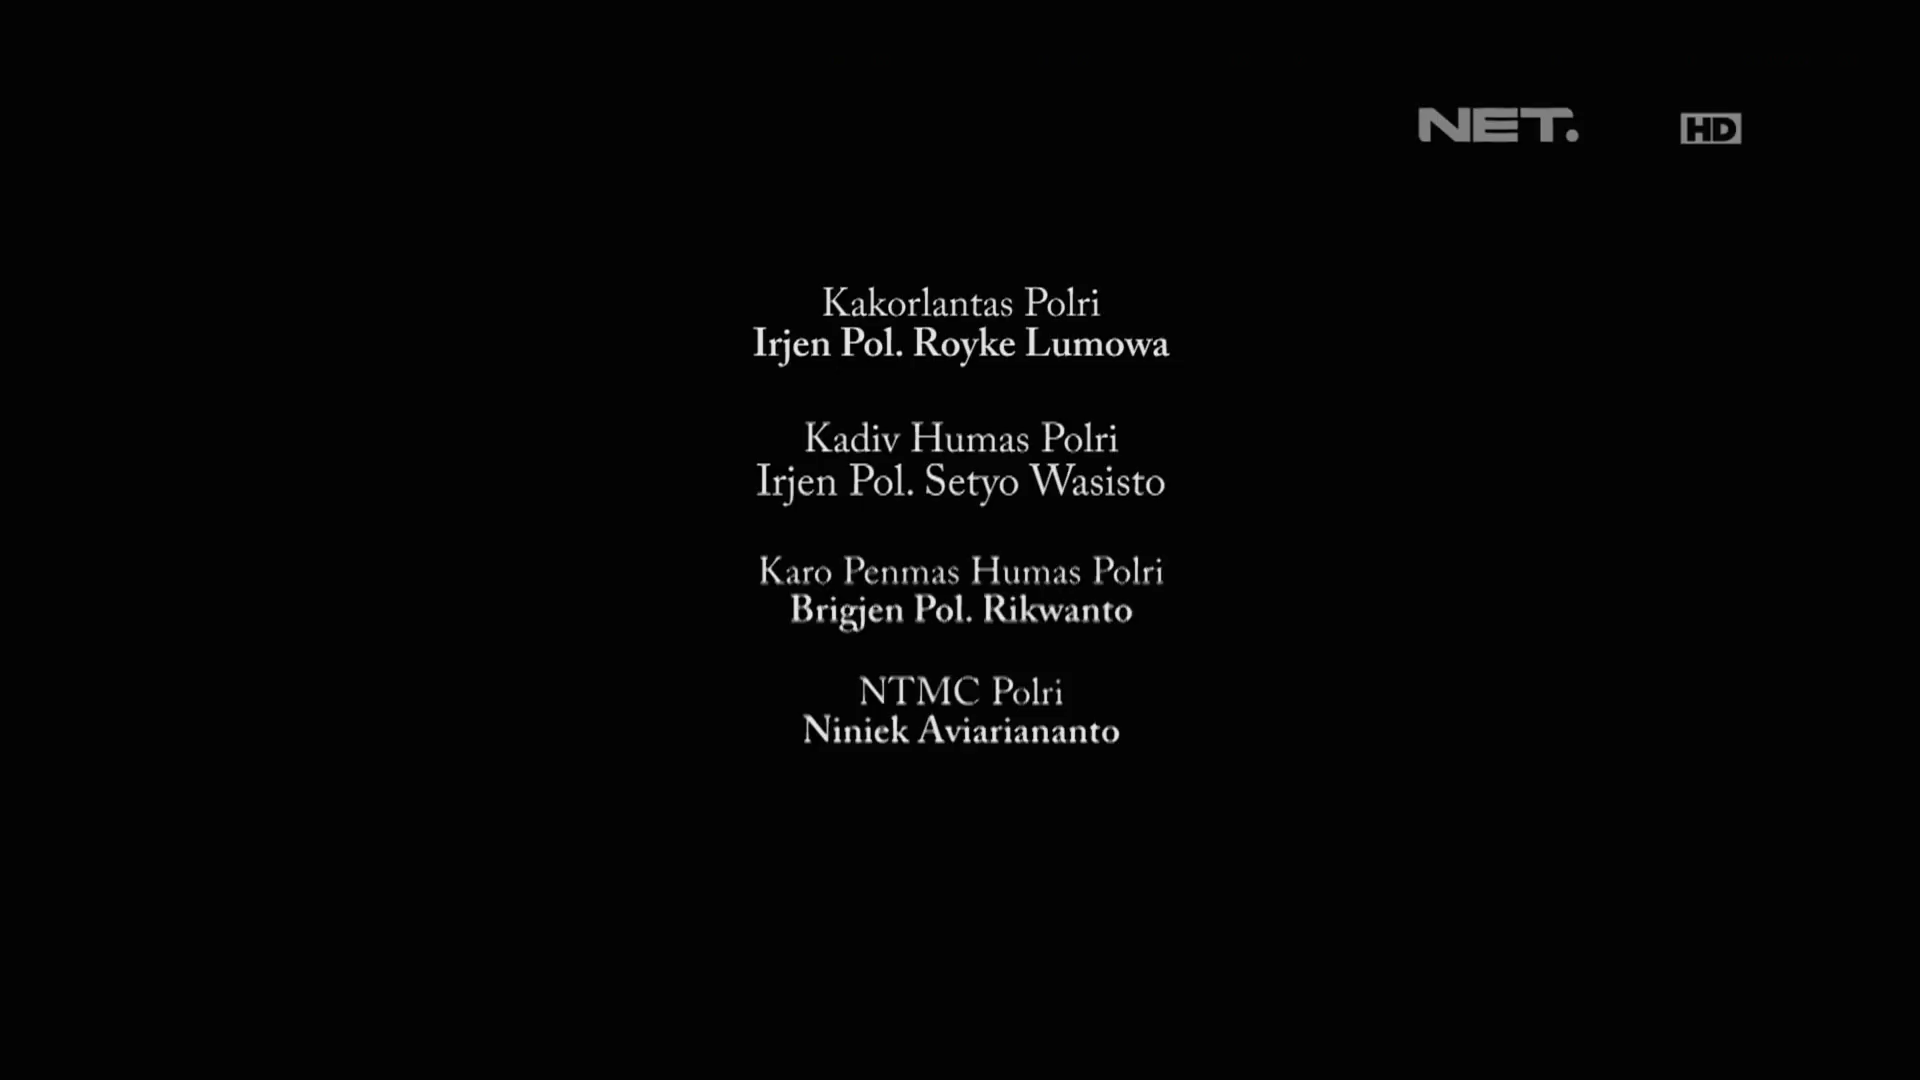 NET. HD
Kakorlantas Polri
Irjen Pol. Royke Lumowa
Kadiv Humas Polri
Irjen Pol. Setyo Wasisto
Karo Penmas Humas Polri
Brigjen Pol. Rikwanto
NTMC Polri
Niniek Aviariananto